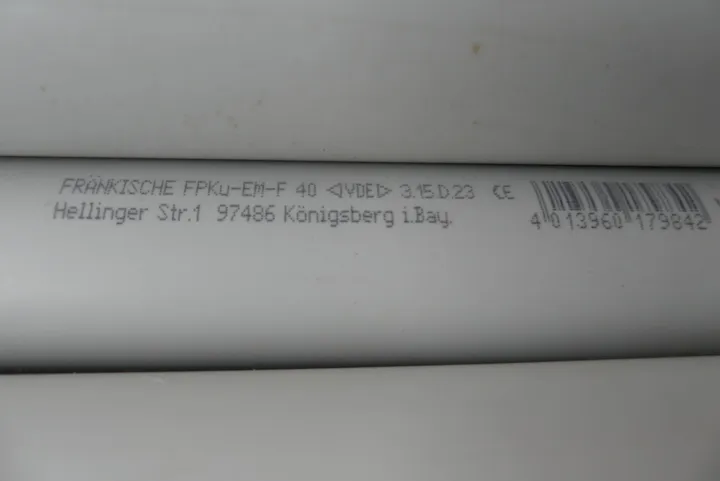 FRÄNKISCHE FPKu-EM-F 40 ◁VDE▷ 3.15.D.23 CE
Hellinger Str.1 97486 Königsberg i.Bay.
4 013960 179842